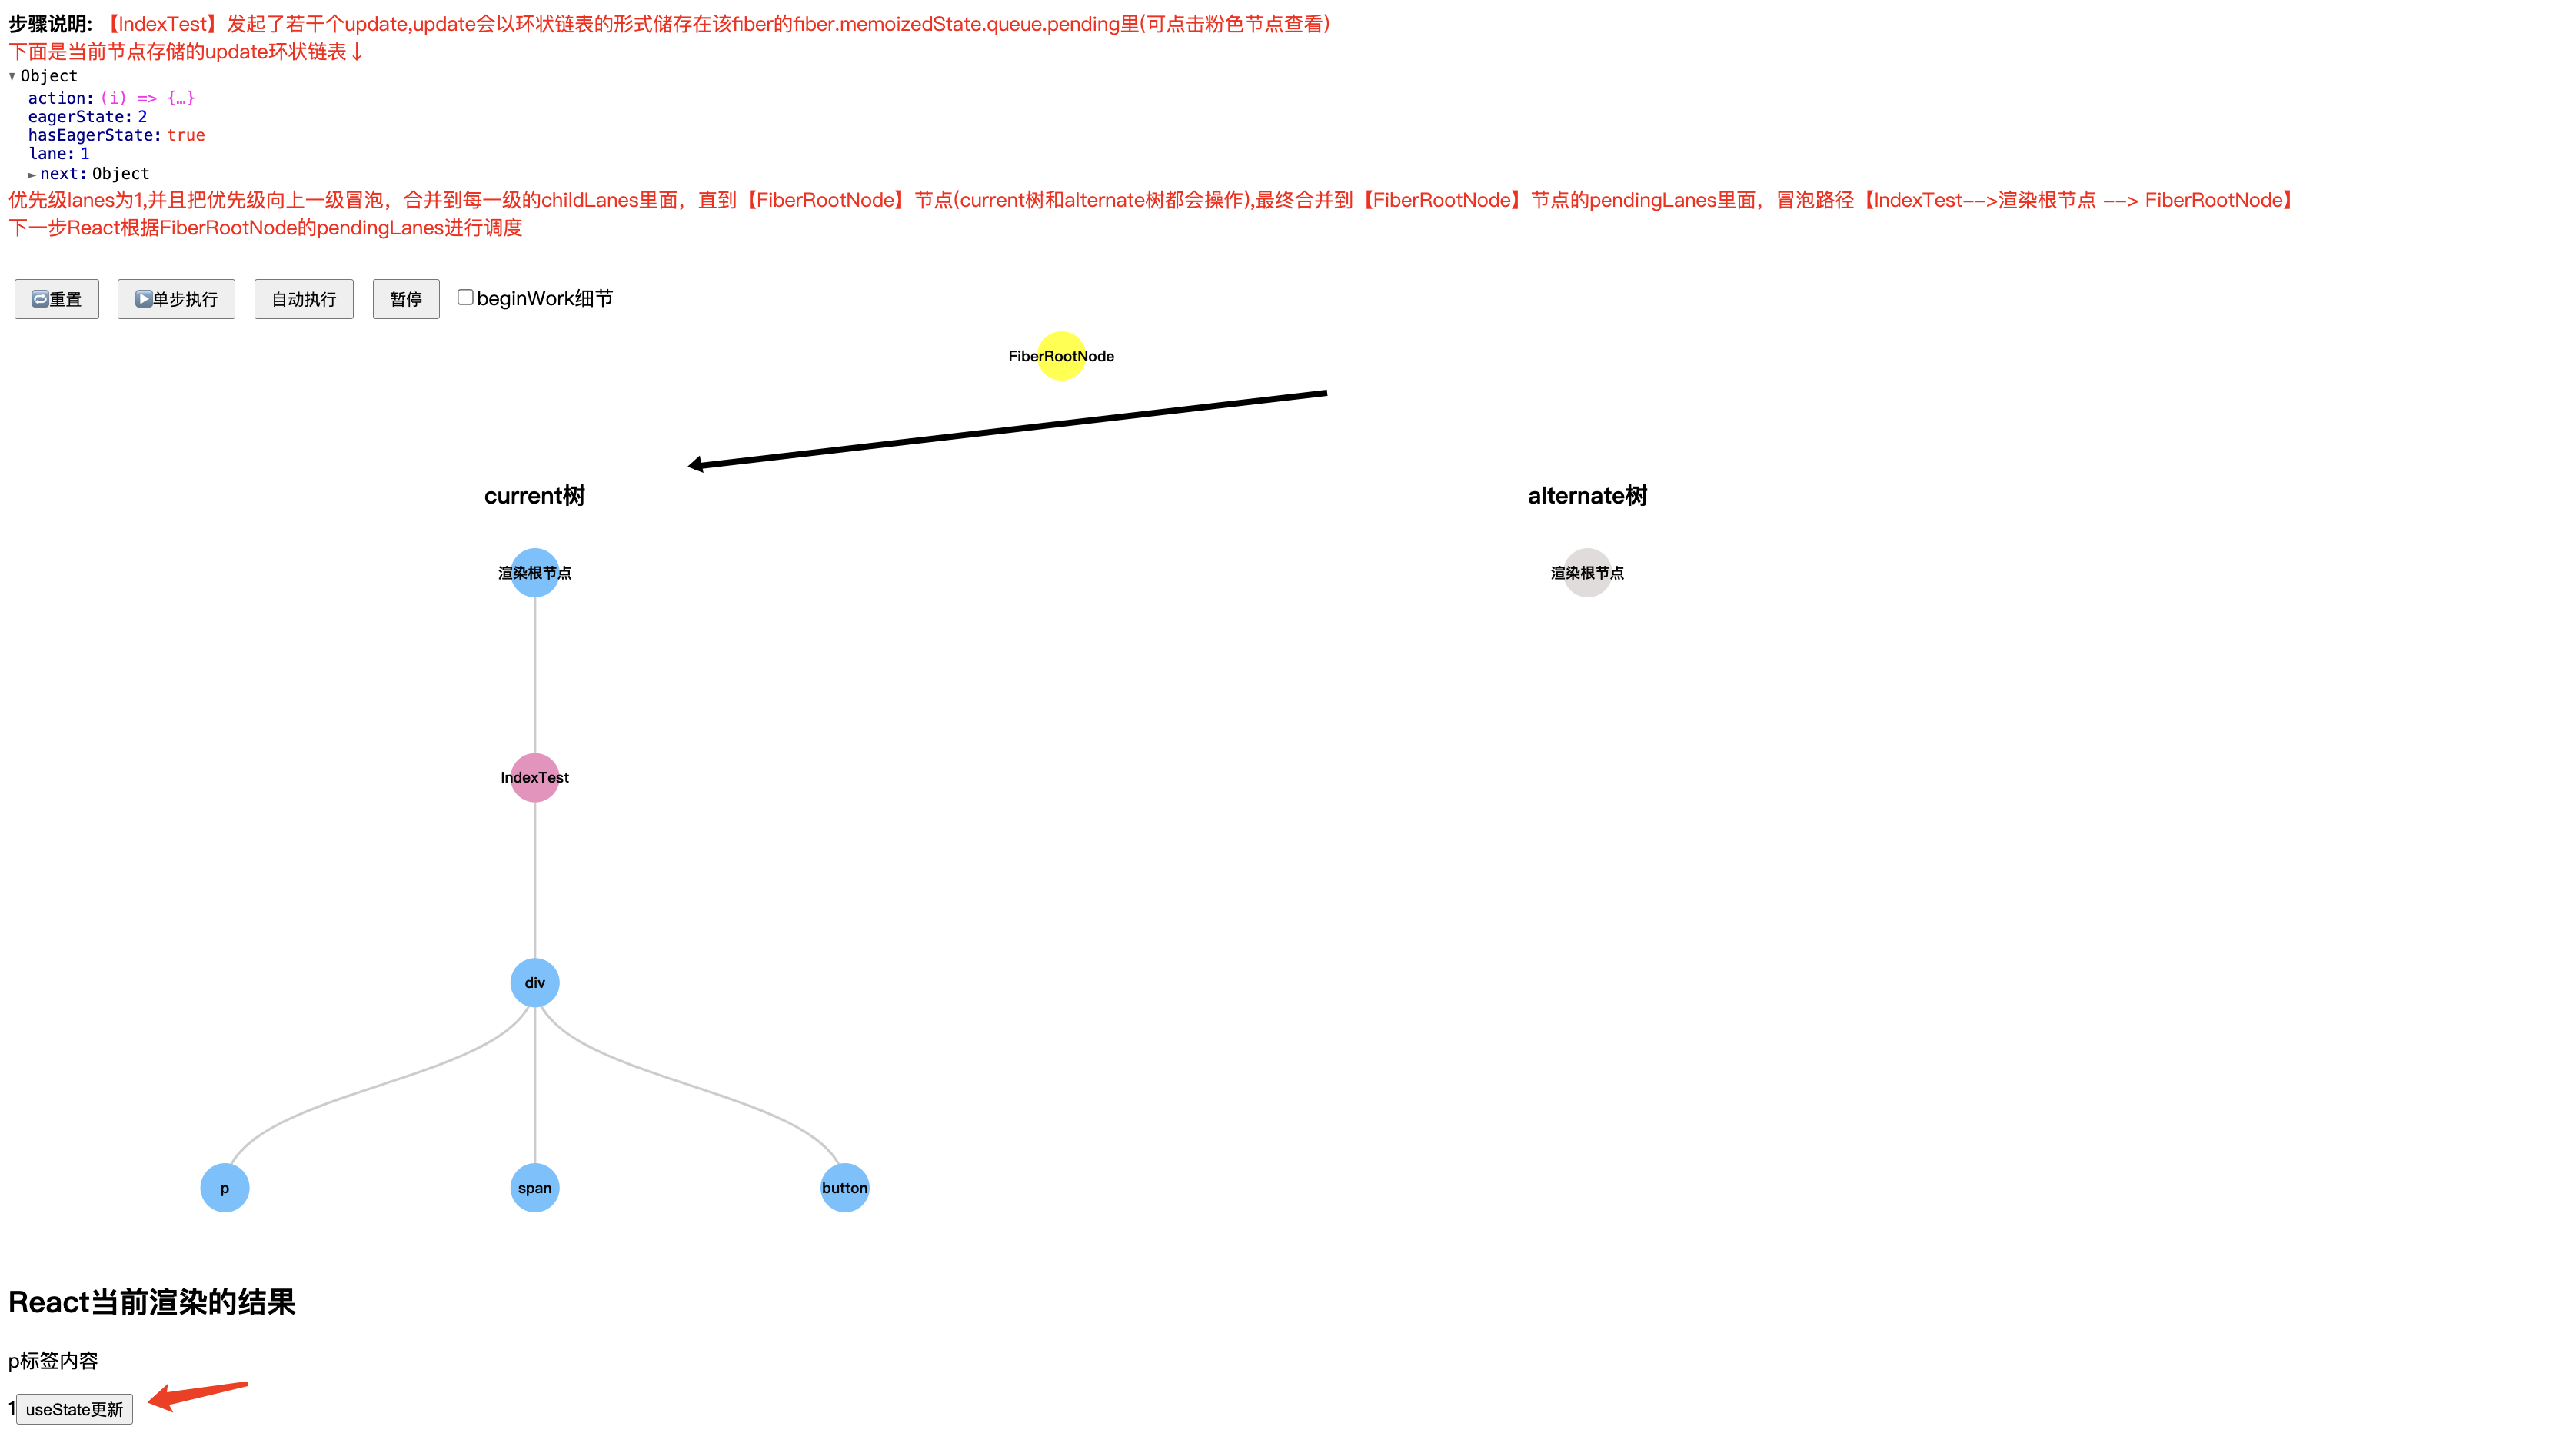 步骤说明: 【IndexTest】发起了若干个update,update会以环状链表的形式储存在该fiber的fiber.memoizedState.queue.pending里(可点击粉色节点查看)
下面是当前节点存储的update环状链表↓
▼ Object
action: (i) => {…}
eagerState: 2
hasEagerState: true
lane: 1
► next: Object
优先级lanes为1,并且把优先级向上一级冒泡，合并到每一级的childLanes里面，直到【FiberRootNode】节点(current树和alternate树都会操作),最终合并到【FiberRootNode】节点的pendingLanes里面，冒泡路径【IndexTest-->渲染根节点 --> FiberRootNode】
下一步React根据FiberRootNode的pendingLanes进行调度
🔁重置 ▶️单步执行 自动执行 暂停 beginWork细节
FiberRootNode
current树 alternate树
渲染根节点 渲染根节点
IndexTest
div
p span button
React当前渲染的结果
p标签内容
1 useState更新